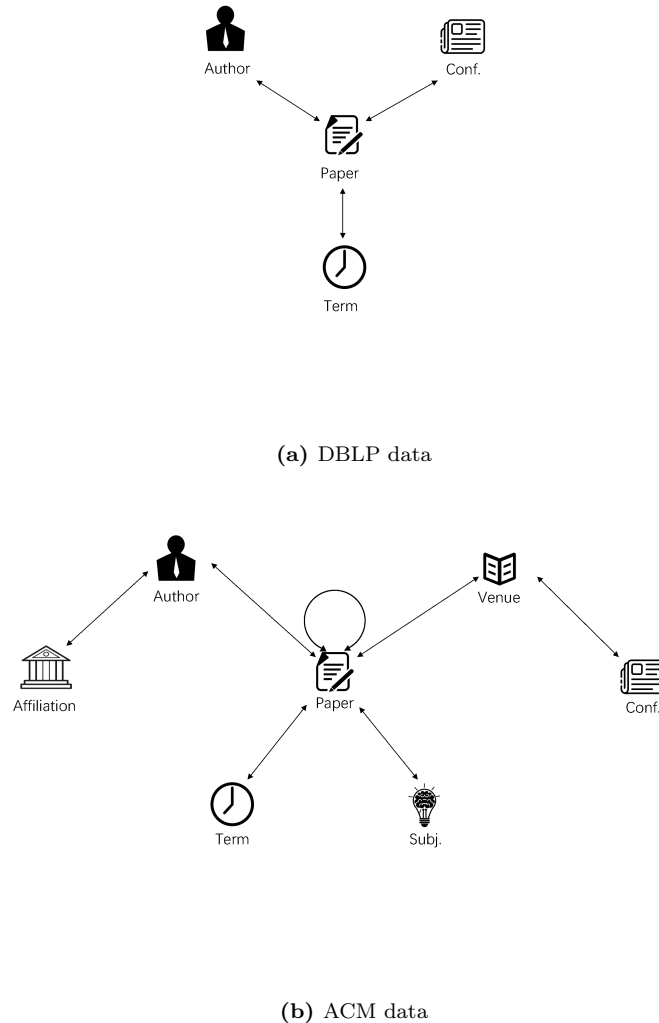 Author
Conf.
Paper
Term
(a) DBLP data
Author
Venue
Affiliation
Paper
Conf.
Term
Subj.
(b) ACM data